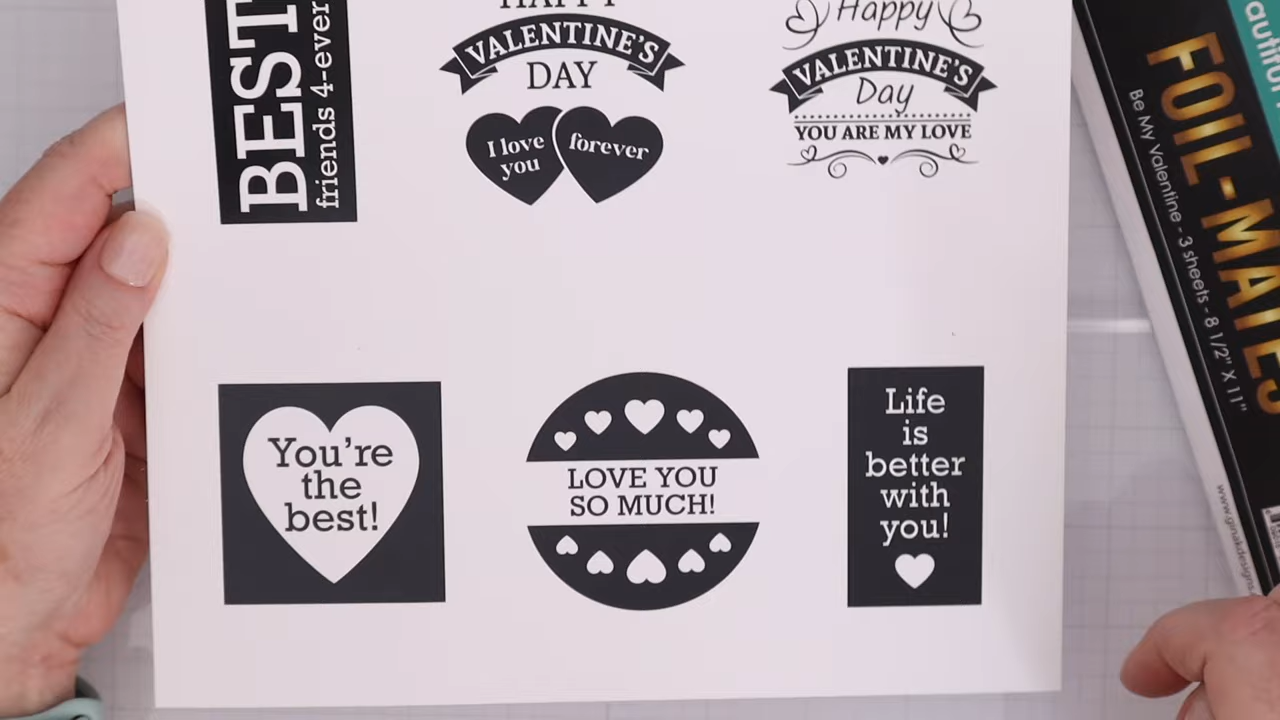 BEST
friends 4-ever
HAPPY
VALENTINE'S
DAY
I love
you
forever
Happy
VALENTINE'S
Day
YOU ARE MY LOVE
You're
the
best!
LOVE YOU
SO MUCH!
Life
is
better
with
you!
FOIL-MATES
Be My Valentine - 3 sheets - 8 1/2" X 11"